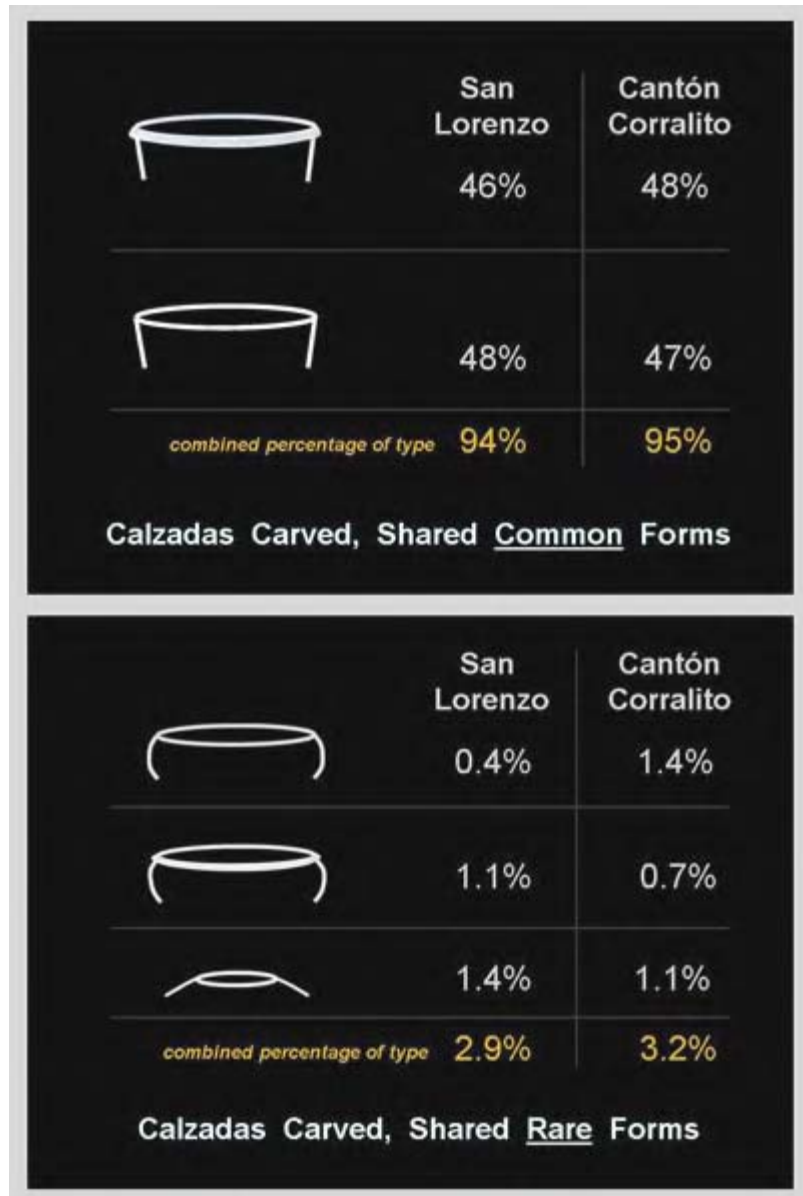 San Lorenzo
Cantón Corralito
46% 48%
48% 47%
combined percentage of type 94% 95%
Calzadas Carved, Shared Common Forms
San Lorenzo
Cantón Corralito
0.4% 1.4%
1.1% 0.7%
1.4% 1.1%
combined percentage of type 2.9% 3.2%
Calzadas Carved, Shared Rare Forms